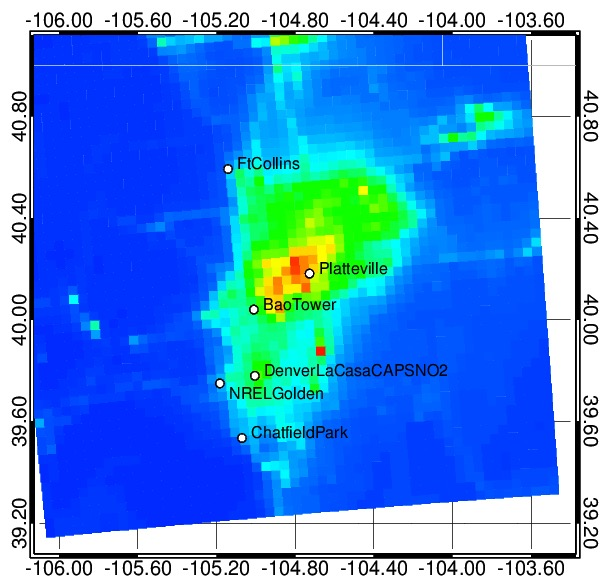 -106.00 -105.60 -105.20 -104.80 -104.40 -104.00 -103.60
40.80 40.80
FtCollins
40.40 40.40
Platteville
BaoTower
40.00 40.00
DenverLaCasaCAPSNO2
NRELGolden
39.60 39.60
ChatfieldPark
39.20 39.20
-106.00 -105.60 -105.20 -104.80 -104.40 -104.00 -103.60